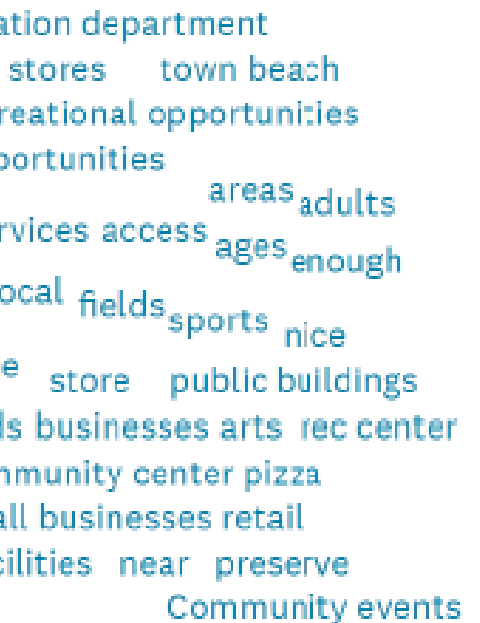 ation department
stores town beach
reational opportunities
portunities
areas adults
rvices access ages enough
ocal fields sports nice
e store public buildings
ds businesses arts rec center
mmunity center pizza
all businesses retail
cilities near preserve
Community events